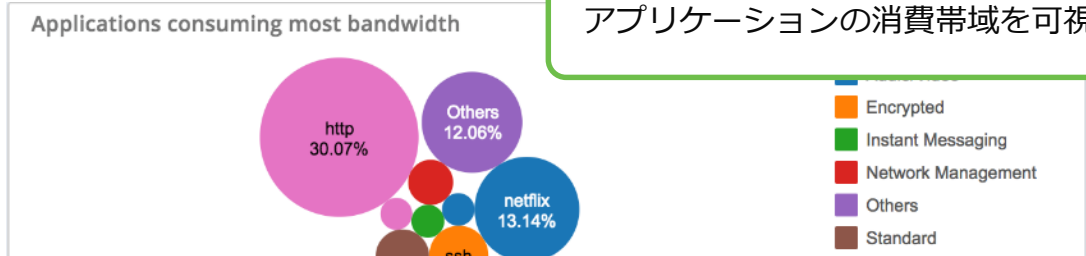 Applications consuming most bandwidth
アプリケーションの消費帯域を可視
http
30.07%
Others
12.06%
netflix
13.14%
ssh
Encrypted
Instant Messaging
Network Management
Others
Standard